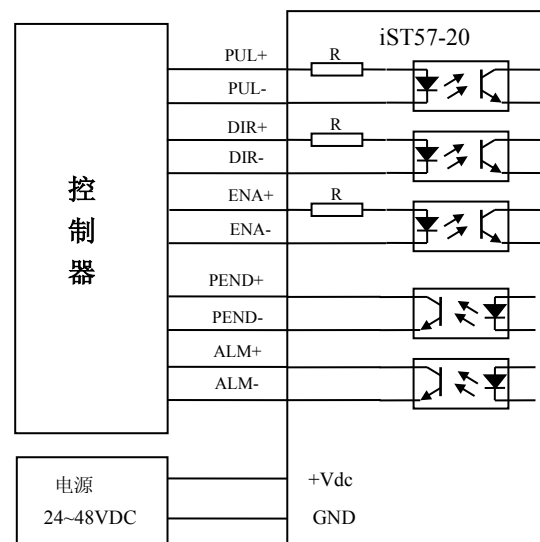 iST57-20
PUL+
R
PUL-
DIR+
R
DIR-
ENA+
R
ENA-
控
制
器
PEND+
PEND-
ALM+
ALM-
电源
24~48VDC
+Vdc
GND